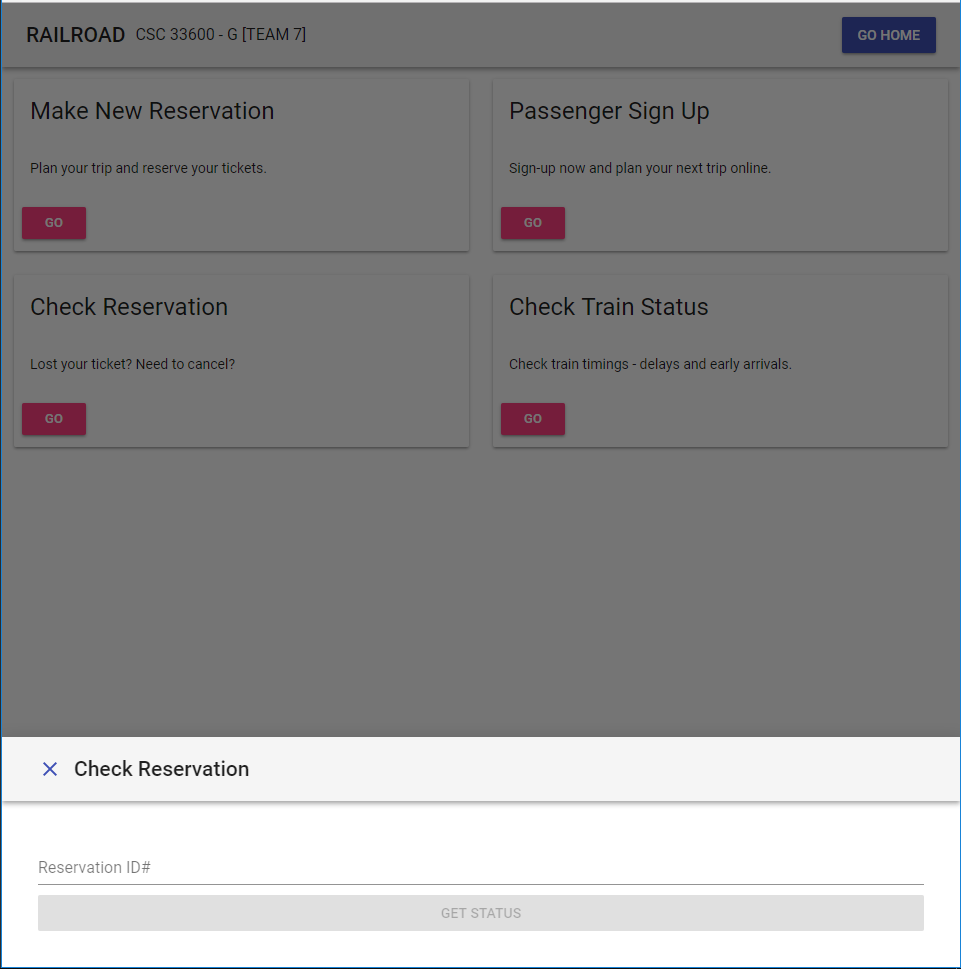 RAILROAD CSC 33600 - G [TEAM 7] GO HOME
Make New Reservation
Plan your trip and reserve your tickets.
GO
Passenger Sign Up
Sign-up now and plan your next trip online.
GO
Check Reservation
Lost your ticket? Need to cancel?
GO
Check Train Status
Check train timings - delays and early arrivals.
GO
Check Reservation
Reservation ID#
GET STATUS